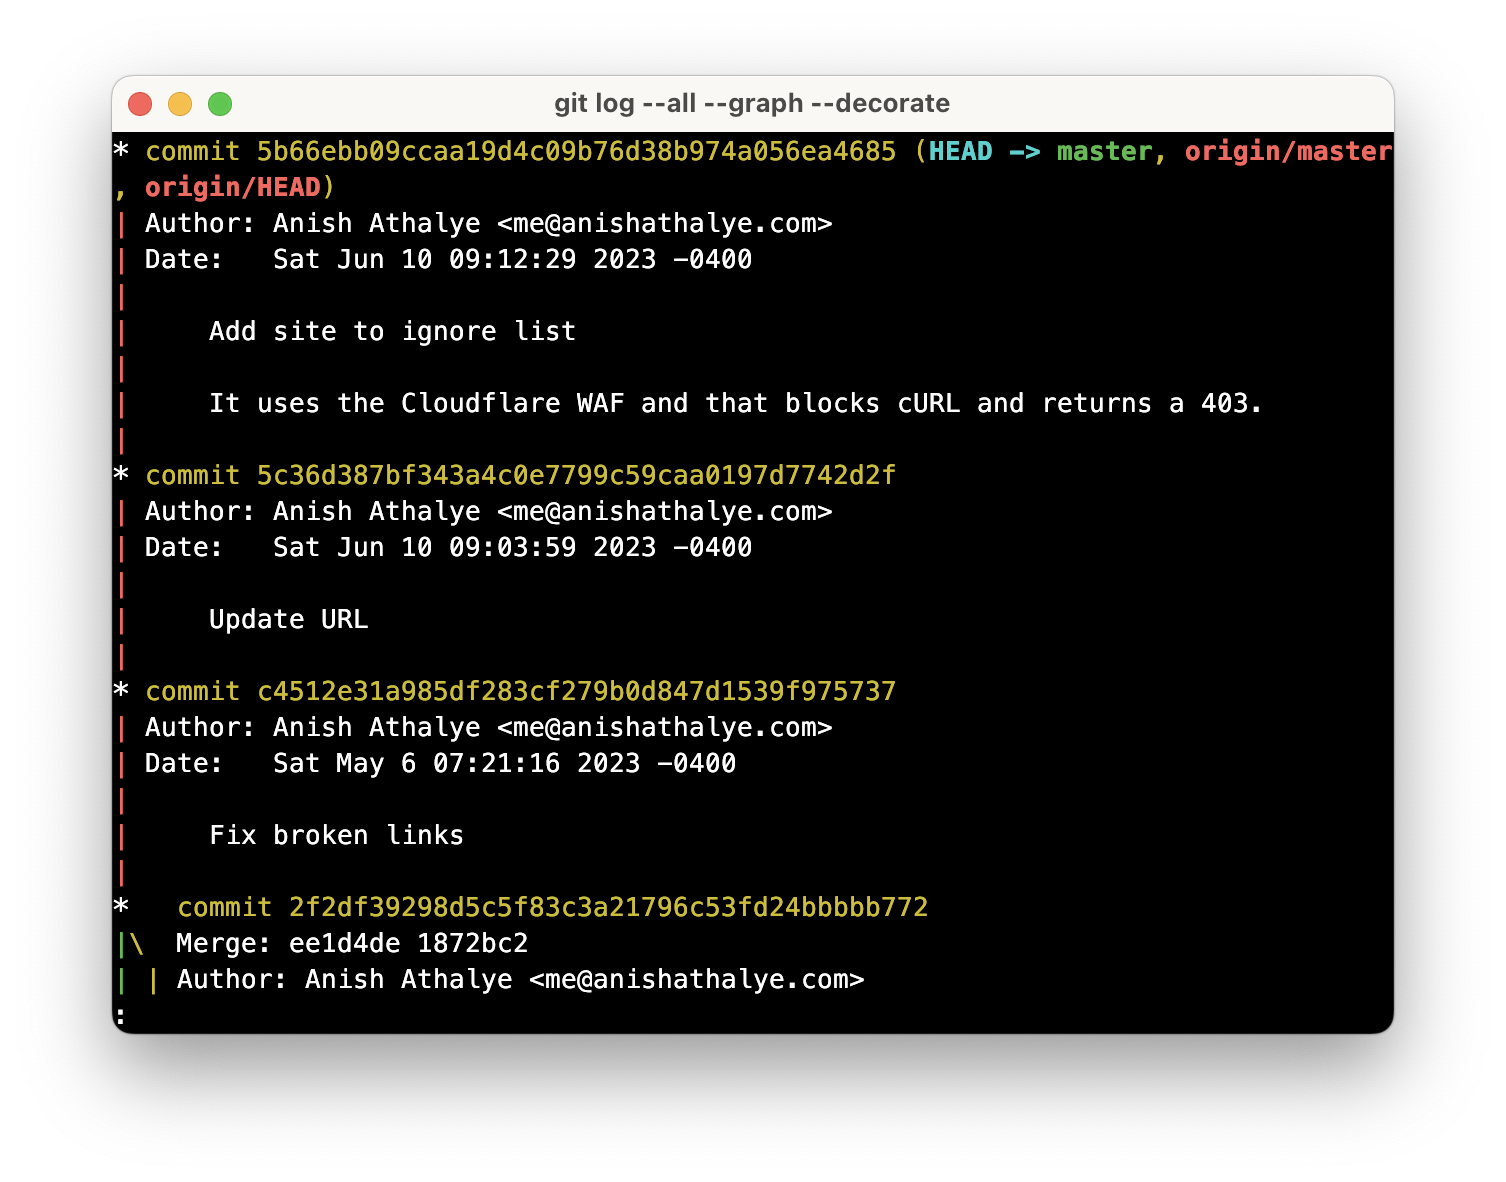 git log --all --graph --decorate
* commit 5b66ebb09ccaa19d4c09b76d38b974a056ea4685 (HEAD -> master, origin/master
, origin/HEAD)
| Author: Anish Athalye <me@anishathalye.com>
| Date:   Sat Jun 10 09:12:29 2023 -0400
|
|     Add site to ignore list
|
|     It uses the Cloudflare WAF and that blocks cURL and returns a 403.
|
* commit 5c36d387bf343a4c0e7799c59caa0197d7742d2f
| Author: Anish Athalye <me@anishathalye.com>
| Date:   Sat Jun 10 09:03:59 2023 -0400
|
|     Update URL
|
* commit c4512e31a985df283cf279b0d847d1539f975737
| Author: Anish Athalye <me@anishathalye.com>
| Date:   Sat May 6 07:21:16 2023 -0400
|
|     Fix broken links
|
*   commit 2f2df39298d5c5f83c3a21796c53fd24bbbbb772
|\  Merge: ee1d4de 1872bc2
| | Author: Anish Athalye <me@anishathalye.com>
: